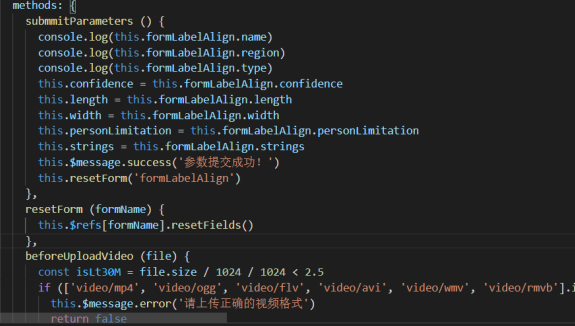 methods: {
submmitParameters () {
console.log(this.formLabelAlign.name)
console.log(this.formLabelAlign.region)
console.log(this.formLabelAlign.type)
this.confidence = this.formLabelAlign.confidence
this.length = this.formLabelAlign.length
this.width = this.formLabelAlign.width
this.personLimitation = this.formLabelAlign.personLimitation
this.strings = this.formLabelAlign.strings
this.$message.success('参数提交成功! ')
this.resetForm('formLabelAlign')
},
resetForm (formName) {
this.$refs[formName].resetFields()
},
beforeUploadVideo (file) {
const isLt30M = file.size / 1024 / 1024 < 2.5
if (['video/mp4', 'video/ogg', 'video/flv', 'video/avi', 'video/wmv', 'video/rmvb'].i
this.$message.error('请上传正确的视频格式')
return false